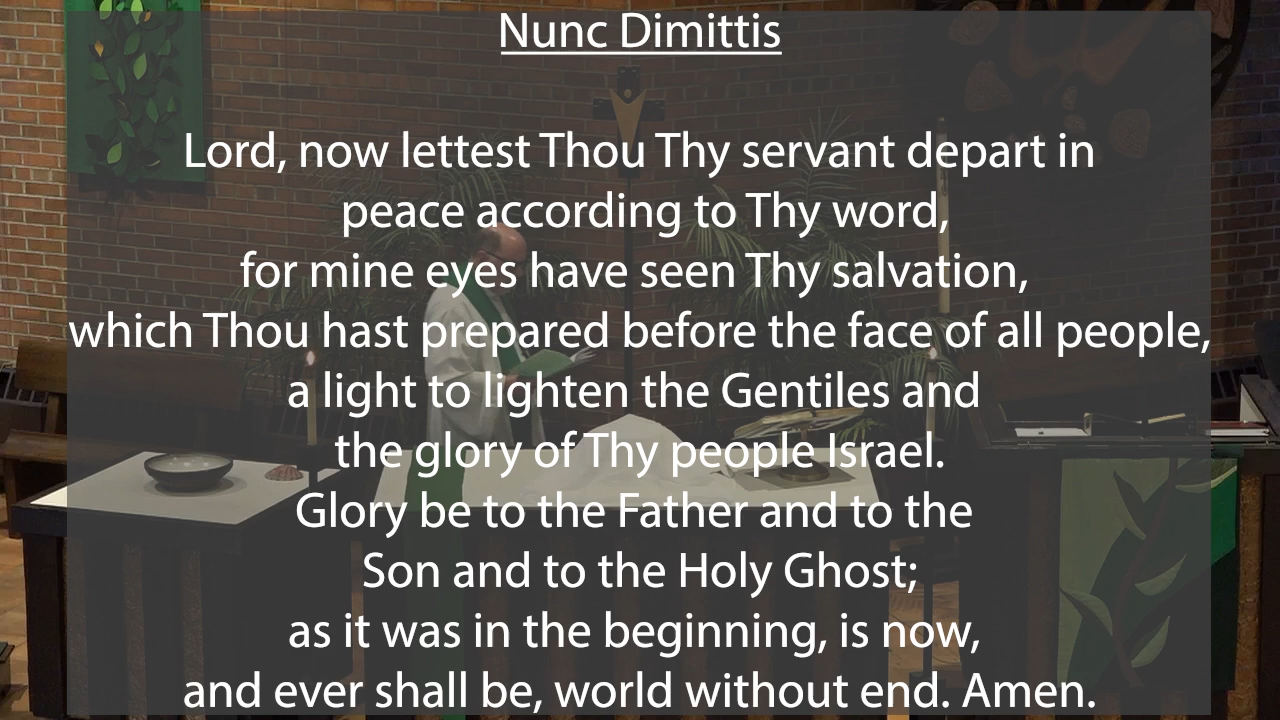 Nunc Dimittis
Lord, now lettest Thou Thy servant depart in
peace according to Thy word,
for mine eyes have seen Thy salvation,
which Thou hast prepared before the face of all people,
a light to lighten the Gentiles and
the glory of Thy people Israel.
Glory be to the Father and to the
Son and to the Holy Ghost;
as it was in the beginning, is now,
and ever shall be, world without end. Amen.